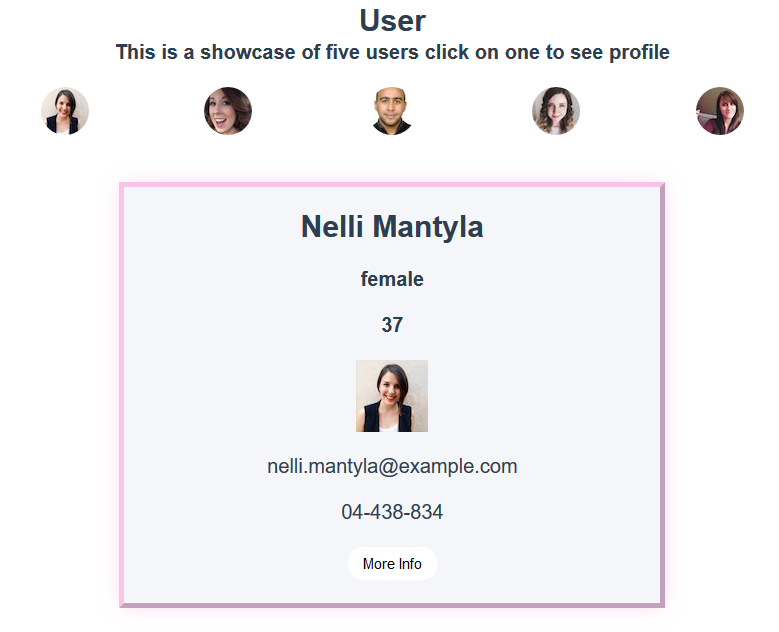 User
This is a showcase of five users click on one to see profile
Nelli Mantyla
female
37
nelli.mantyla@example.com
04-438-834
More Info